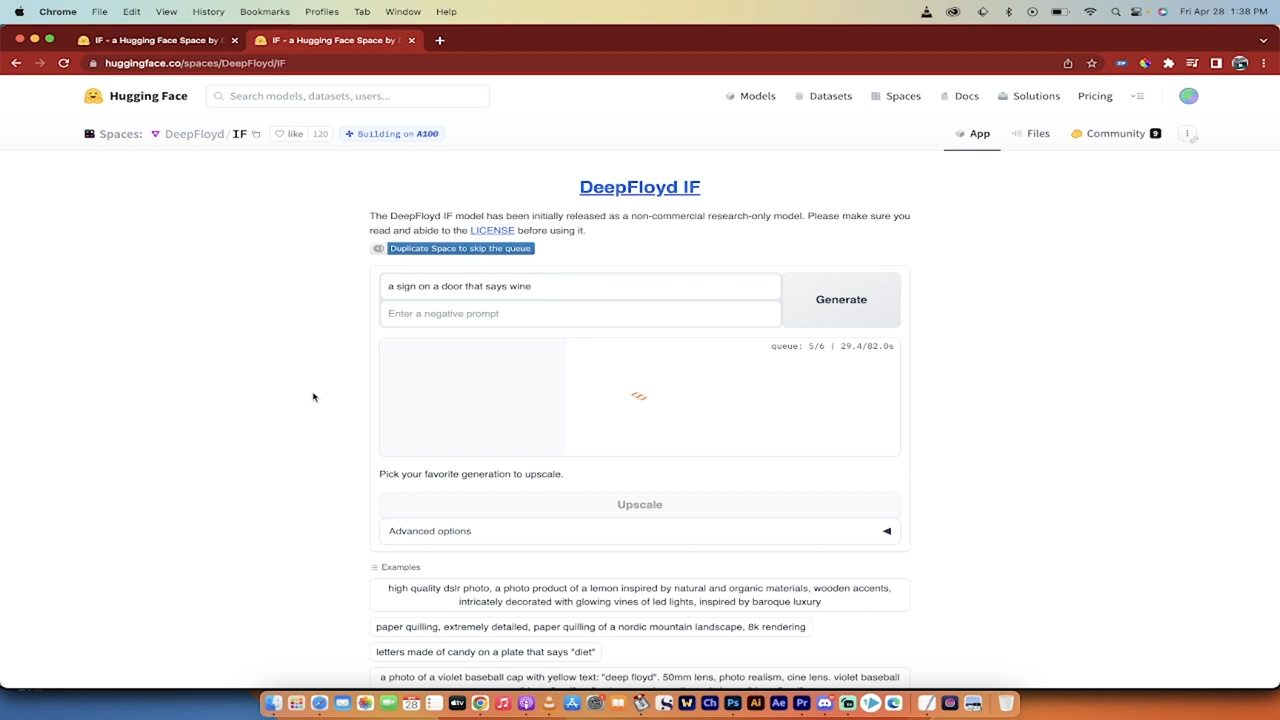 Chrome File Edit View History Bookmarks Profiles Tab Window Help Fri Apr 28 1:38 PM
IF - a Hugging Face Space by IF - a Hugging Face Space by
huggingface.co/spaces/DeepFloyd/IF
Hugging Face Search models, datasets, users... Models Datasets Spaces Docs Solutions Pricing
Spaces: DeepFloyd/IF like 120 Building on A100 App Files Community 9
DeepFloyd IF
The DeepFloyd IF model has been initially released as a non-commercial research-only model. Please make sure you
read and abide to the LICENSE before using it.
Duplicate Space to skip the queue
a sign on a door that says wine
Generate
Enter a negative prompt
queue: 5/6 | 29.4/82.0s
Pick your favorite generation to upscale.
Upscale
Advanced options
Examples
high quality dslr photo, a photo product of a lemon inspired by natural and organic materials, wooden accents,
intricately decorated with glowing vines of led lights, inspired by baroque luxury
paper quilling, extremely detailed, paper quilling of a nordic mountain landscape, 8k rendering
letters made of candy on a plate that says "diet"
a photo of a violet baseball cap with yellow text: "deep floyd". 50mm lens, photo realism, cine lens. violet baseball